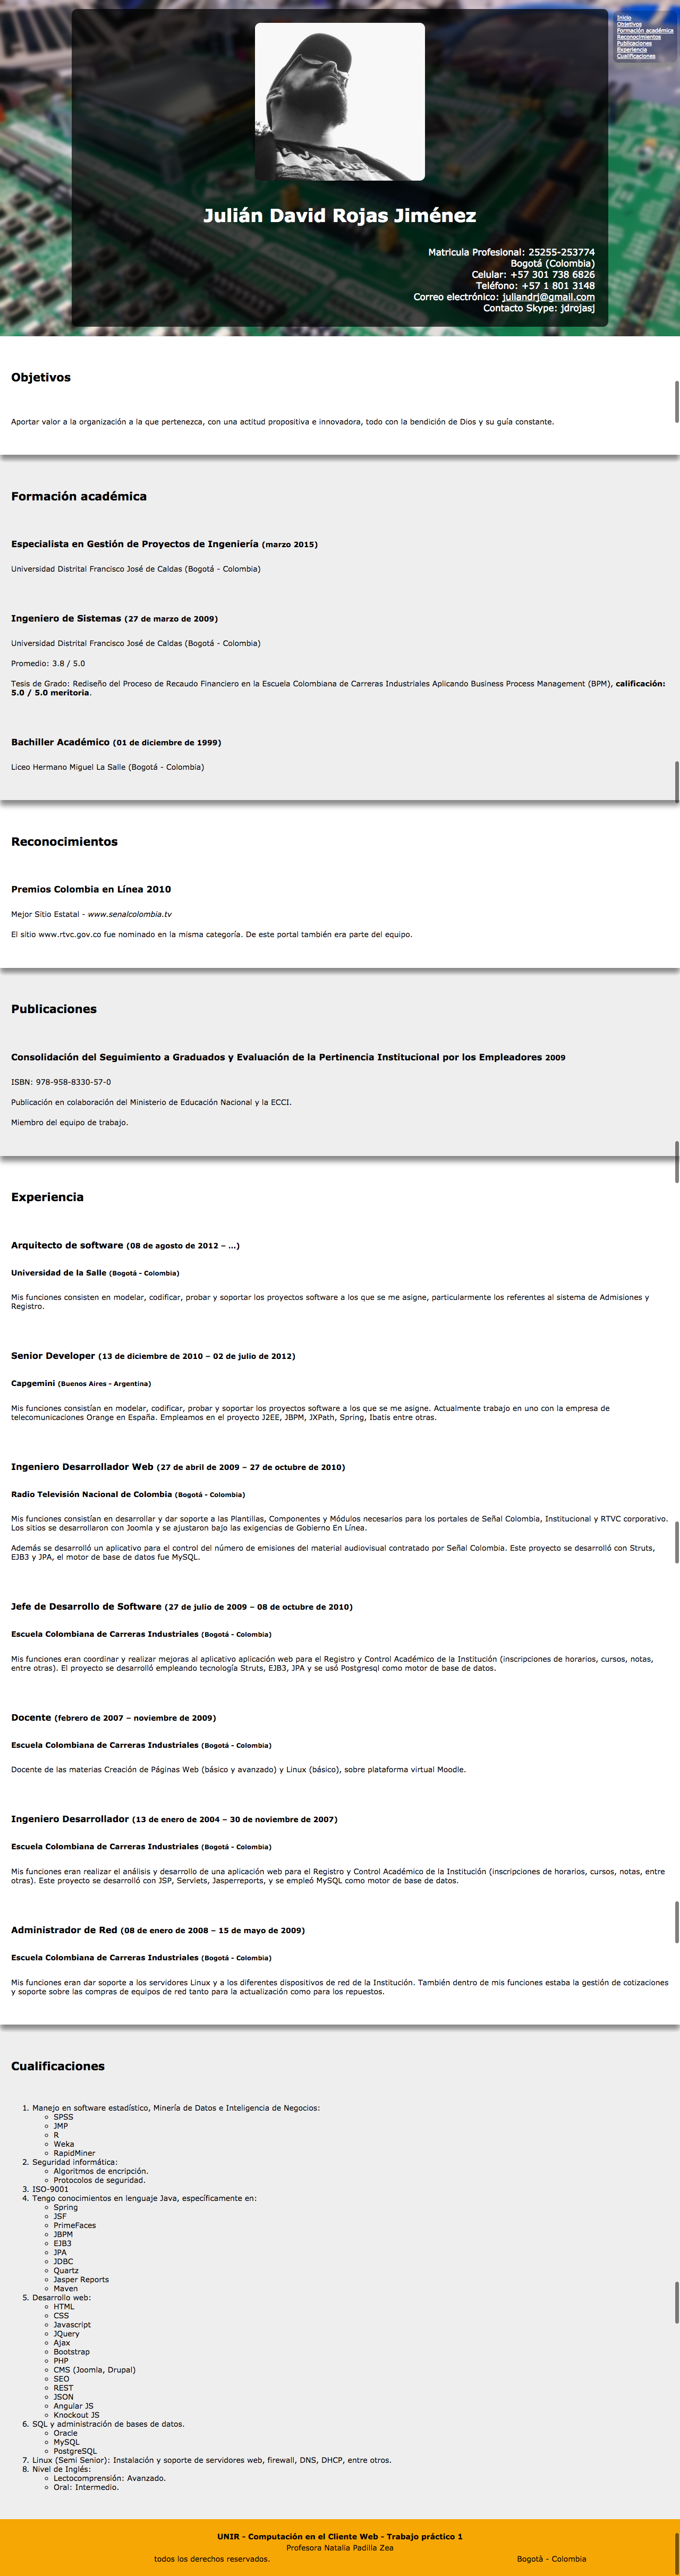 Inicio
Objetivos
Formación académica
Reconocimientos
Publicaciones
Experiencia
Cualificaciones
Julián David Rojas Jiménez
Matricula Profesional: 25255-253774
Bogotá (Colombia)
Celular: +57 301 738 6826
Teléfono: +57 1 801 3148
Correo electrónico: juliandrj@gmail.com
Contacto Skype: jdrojasj
Objetivos
Aportar valor a la organización a la que pertenezca, con una actitud propositiva e innovadora, todo con la bendición de Dios y su guía constante.
Formación académica
Especialista en Gestión de Proyectos de Ingeniería (marzo 2015)
Universidad Distrital Francisco José de Caldas (Bogotá - Colombia)
Ingeniero de Sistemas (27 de marzo de 2009)
Universidad Distrital Francisco José de Caldas (Bogotá - Colombia)
Promedio: 3.8 / 5.0
Tesis de Grado: Rediseño del Proceso de Recaudo Financiero en la Escuela Colombiana de Carreras Industriales Aplicando Business Process Management (BPM), calificación:
5.0 / 5.0 meritoria.
Bachiller Académico (01 de diciembre de 1999)
Liceo Hermano Miguel La Salle (Bogotá - Colombia)
Reconocimientos
Premios Colombia en Línea 2010
Mejor Sitio Estatal - www.senalcolombia.tv
El sitio www.rtvc.gov.co fue nominado en la misma categoría. De este portal también era parte del equipo.
Publicaciones
Consolidación del Seguimiento a Graduados y Evaluación de la Pertinencia Institucional por los Empleadores 2009
ISBN: 978-958-8330-57-0
Publicación en colaboración del Ministerio de Educación Nacional y la ECCI.
Miembro del equipo de trabajo.
Experiencia
Arquitecto de software (08 de agosto de 2012 – ...)
Universidad de la Salle (Bogotá - Colombia)
Mis funciones consisten en modelar, codificar, probar y soportar los proyectos software a los que se me asigne, particularmente los referentes al sistema de Admisiones y
Registro.
Senior Developer (13 de diciembre de 2010 – 02 de julio de 2012)
Capgemini (Buenos Aires - Argentina)
Mis funciones consistían en modelar, codificar, probar y soportar los proyectos software a los que se me asigne. Actualmente trabajo en uno con la empresa de
telecomunicaciones Orange en España. Empleamos en el proyecto J2EE, JBPM, JXPath, Spring, Ibatis entre otras.
Ingeniero Desarrollador Web (27 de abril de 2009 – 27 de octubre de 2010)
Radio Televisión Nacional de Colombia (Bogotá - Colombia)
Mis funciones consistían en desarrollar y dar soporte a las Plantillas, Componentes y Módulos necesarios para los portales de Señal Colombia, Institucional y RTVC corporativo.
Los sitios se desarrollaron con Joomla y se ajustaron bajo las exigencias de Gobierno En Línea.
Además se desarrolló un aplicativo para el control del número de emisiones del material audiovisual contratado por Señal Colombia. Este proyecto se desarrolló con Struts,
EJB3 y JPA, el motor de base de datos fue MySQL.
Jefe de Desarrollo de Software (27 de julio de 2009 – 08 de octubre de 2010)
Escuela Colombiana de Carreras Industriales (Bogotá - Colombia)
Mis funciones eran coordinar y realizar mejoras al aplicativo aplicación web para el Registro y Control Académico de la Institución (inscripciones de horarios, cursos, notas,
entre otras). El proyecto se desarrolló empleando tecnología Struts, EJB3, JPA y se usó Postgresql como motor de base de datos.
Docente (febrero de 2007 – noviembre de 2009)
Escuela Colombiana de Carreras Industriales (Bogotá - Colombia)
Docente de las materias Creación de Páginas Web (básico y avanzado) y Linux (básico), sobre plataforma virtual Moodle.
Ingeniero Desarrollador (13 de enero de 2004 – 30 de noviembre de 2007)
Escuela Colombiana de Carreras Industriales (Bogotá - Colombia)
Mis funciones eran realizar el análisis y desarrollo de una aplicación web para el Registro y Control Académico de la Institución (inscripciones de horarios, cursos, notas, entre
otras). Este proyecto se desarrolló con JSP, Servlets, Jasperreports, y se empleó MySQL como motor de base de datos.
Administrador de Red (08 de enero de 2008 – 15 de mayo de 2009)
Escuela Colombiana de Carreras Industriales (Bogotá - Colombia)
Mis funciones eran dar soporte a los servidores Linux y a los diferentes dispositivos de red de la Institución. También dentro de mis funciones estaba la gestión de cotizaciones
y soporte sobre las compras de equipos de red tanto para la actualización como para los repuestos.
Cualificaciones
1. Manejo en software estadístico, Minería de Datos e Inteligencia de Negocios:
SPSS
JMP
R
Weka
RapidMiner
2. Seguridad informática:
Algoritmos de encripción.
Protocolos de seguridad.
3. ISO-9001
4. Tengo conocimientos en lenguaje Java, específicamente en:
Spring
JSF
PrimeFaces
JBPM
EJB3
JPA
JDBC
Quartz
Jasper Reports
Maven
5. Desarrollo web:
HTML
CSS
Javascript
JQuery
Ajax
Bootstrap
PHP
CMS (Joomla, Drupal)
SEO
REST
JSON
Angular JS
Knockout JS
6. SQL y administración de bases de datos.
Oracle
MySQL
PostgreSQL
7. Linux (Semi Senior): Instalación y soporte de servidores web, firewall, DNS, DHCP, entre otros.
8. Nivel de Inglés:
Lectocomprensión: Avanzado.
Oral: Intermedio.
UNIR - Computación en el Cliente Web - Trabajo práctico 1
Profesora Natalia Padilla Zea
todos los derechos reservados. Bogotà - Colombia